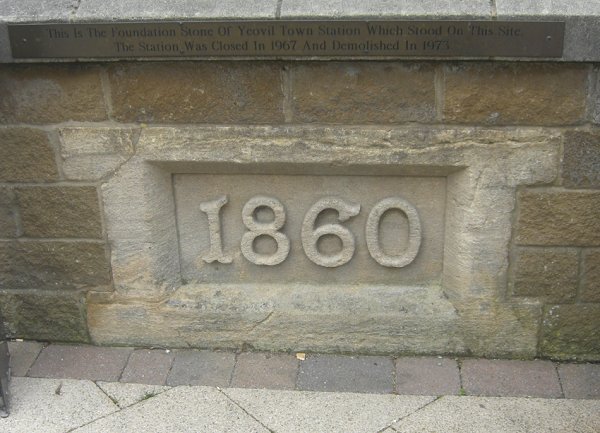 This Is The Foundation Stone Of Yeovil Town Station Which Stood On This Site.
The Station Was Closed In 1967 And Demolished In 1973
1860